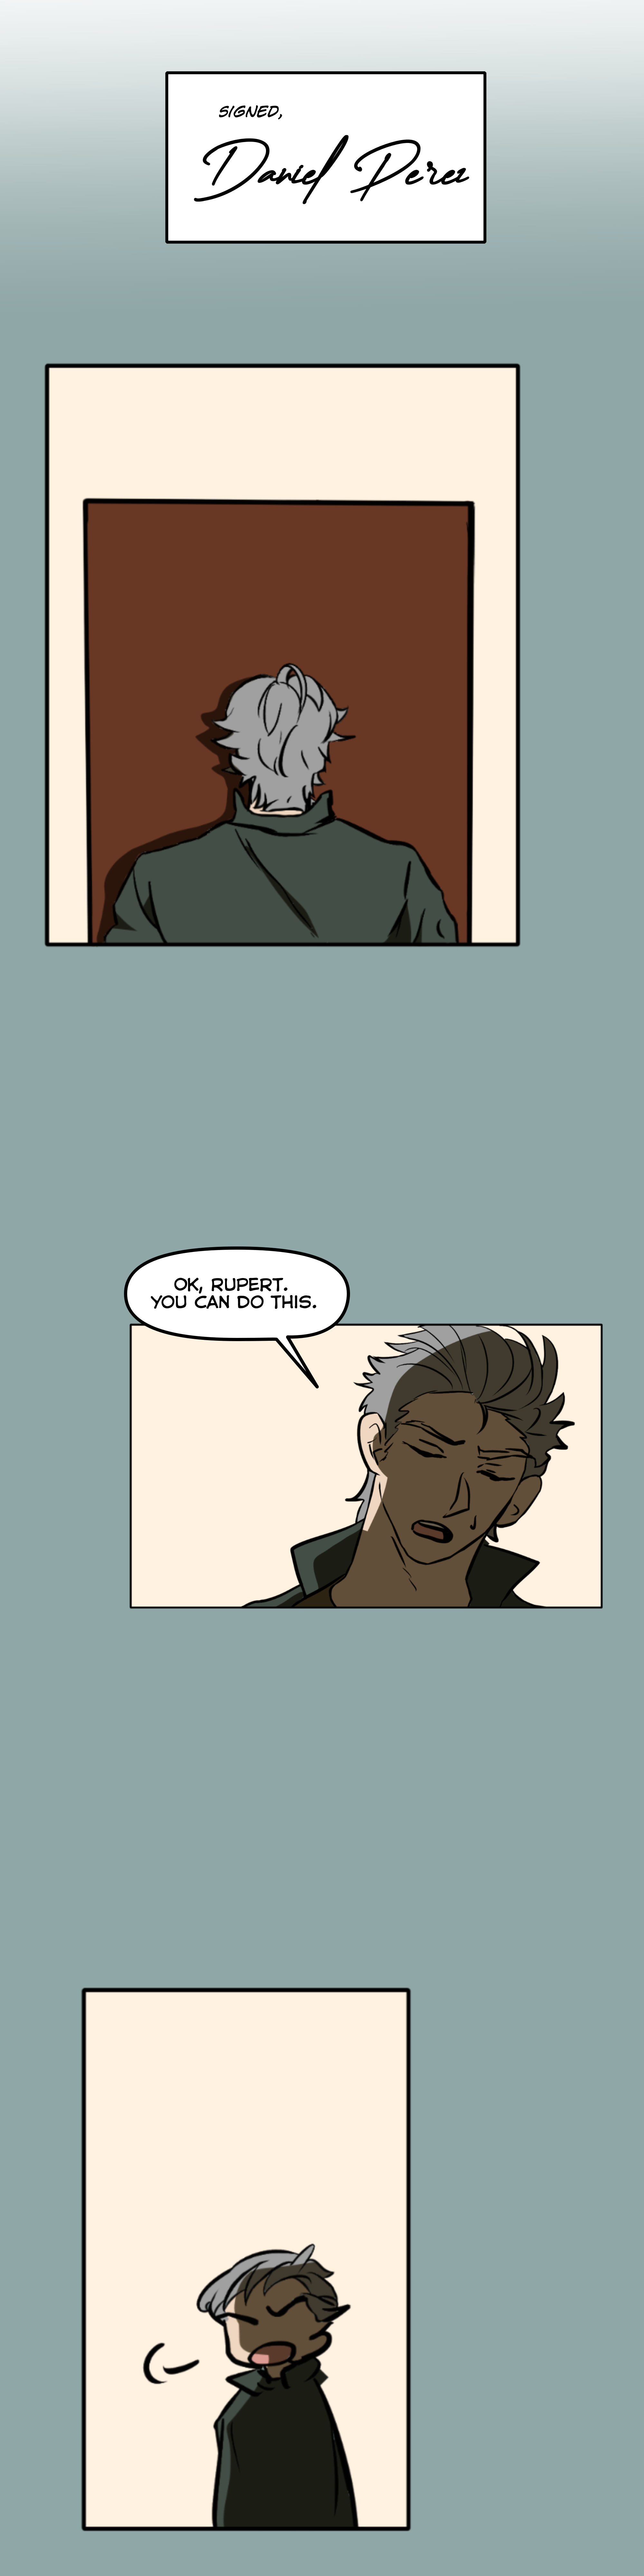 SIGNED,
Daniel Perez
OK, RUPERT.
YOU CAN DO THIS.